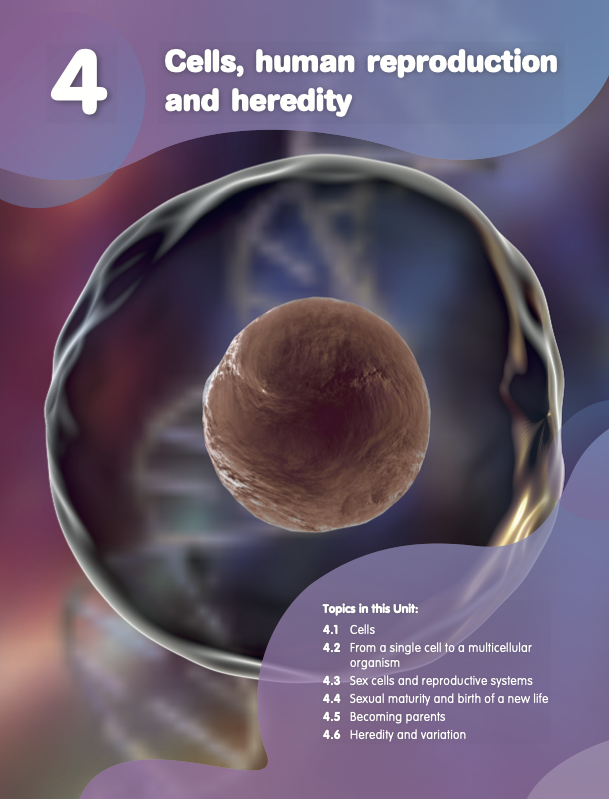 4
Cells, human reproduction
and heredity
Topics in this Unit:
4.1 Cells
4.2 From a single cell to a multicellular
organism
4.3 Sex cells and reproductive systems
4.4 Sexual maturity and birth of a new life
4.5 Becoming parents
4.6 Heredity and variation